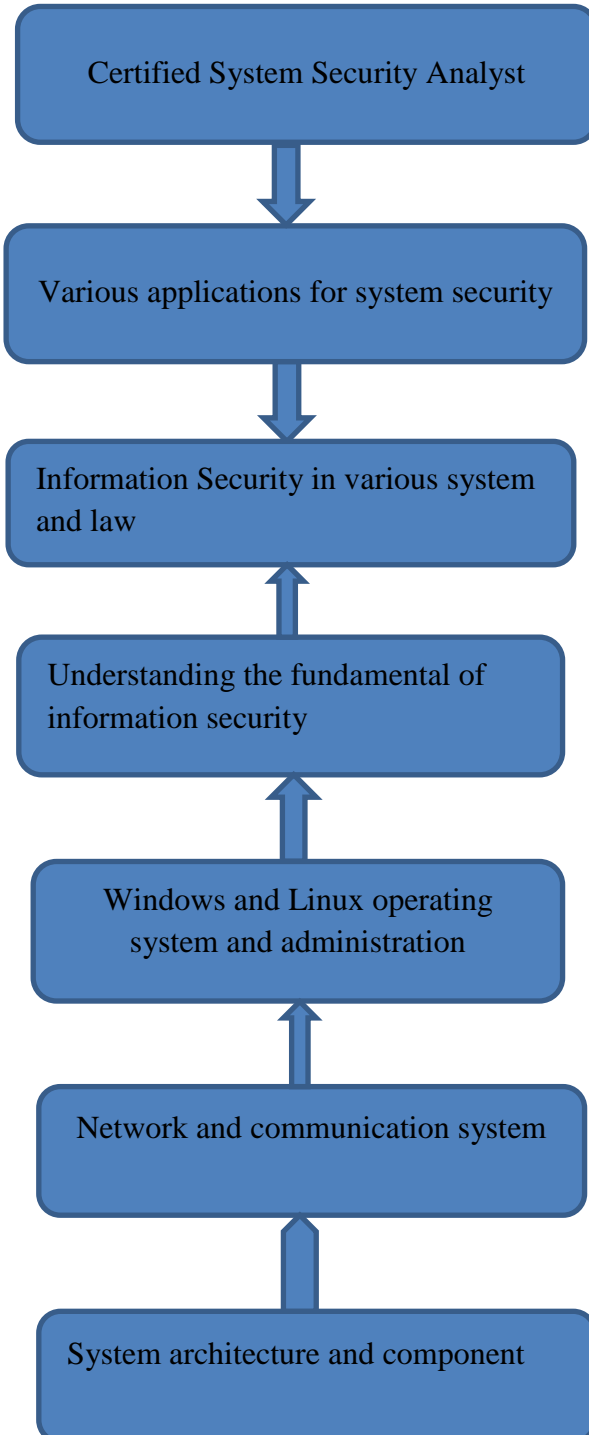 Certified System Security Analyst
Various applications for system security
Information Security in various system
and law
Understanding the fundamental of
information security
Windows and Linux operating
system and administration
Network and communication system
System architecture and component